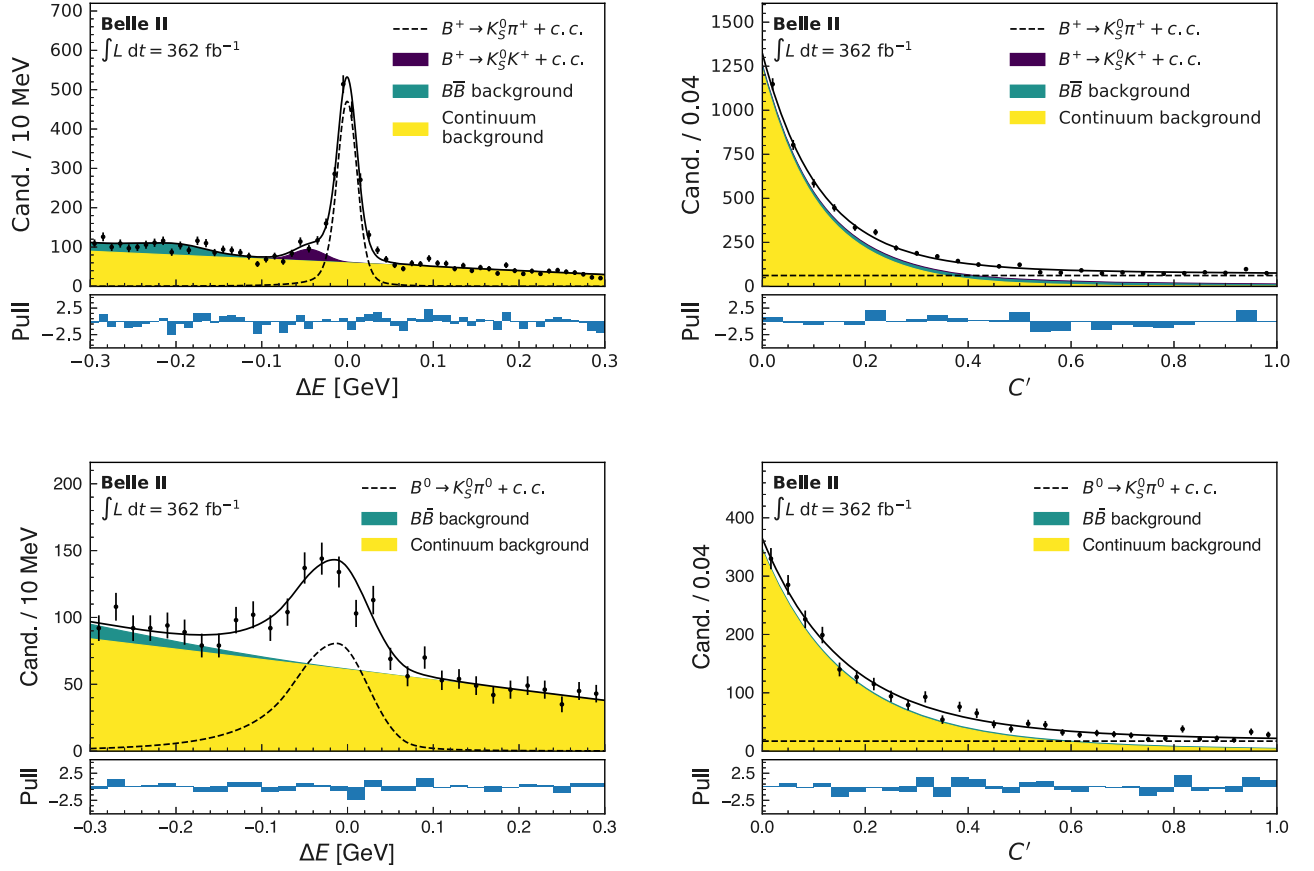 Belle II
∫L dt = 362 fb⁻¹
B⁺ → K⁰_S π⁺ + c. c.
B⁺ → K⁰_S K⁺ + c. c.
BB̅ background
Continuum
background
Cand. / 10 MeV
700
600
500
400
300
200
100
0
Pull
2.5
−2.5
−0.3 −0.2 −0.1 0.0 0.1 0.2 0.3
ΔE [GeV]
Belle II
∫L dt = 362 fb⁻¹
B⁺ → K⁰_S π⁺ + c. c.
B⁺ → K⁰_S K⁺ + c. c.
BB̅ background
Continuum background
Cand. / 0.04
1500
1250
1000
750
500
250
0
Pull
2.5
−2.5
0.0 0.2 0.4 0.6 0.8 1.0
C′
Belle II
∫L dt = 362 fb⁻¹
B⁰ → K⁰_S π⁰ + c. c.
BB̅ background
Continuum background
Cand. / 10 MeV
200
150
100
50
0
Pull
2.5
−2.5
−0.3 −0.2 −0.1 0.0 0.1 0.2 0.3
ΔE [GeV]
Belle II
∫L dt = 362 fb⁻¹
B⁰ → K⁰_S π⁰ + c. c.
BB̅ background
Continuum background
Cand. / 0.04
400
300
200
100
0
Pull
2.5
−2.5
0.0 0.2 0.4 0.6 0.8 1.0
C′